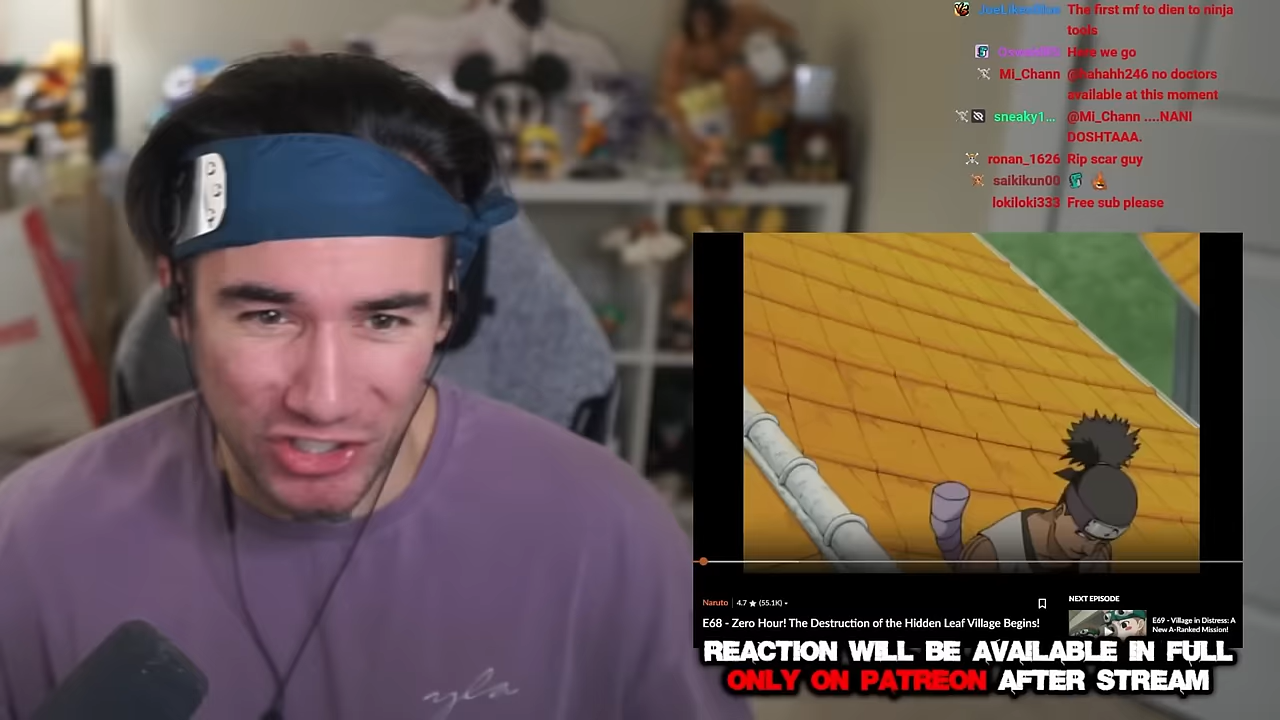 The first mf to dien to ninja
tools
Here we go
Mi_Chann @hahahh246 no doctors
available at this moment
sneaky1... @Mi_Chann ....NANI
DOSHTAAA.
ronan_1626 Rip scar guy
saikikun00
lokiloki333 Free sub please
Naruto 4.7 ★ (55.1K)
NEXT EPISODE
E68 - Zero Hour! The Destruction of the Hidden Leaf Village Begins!
E69 - Village in Distress: A
New A-Ranked Mission!
REACTION WILL BE AVAILABLE IN FULL
ONLY ON PATREON AFTER STREAM